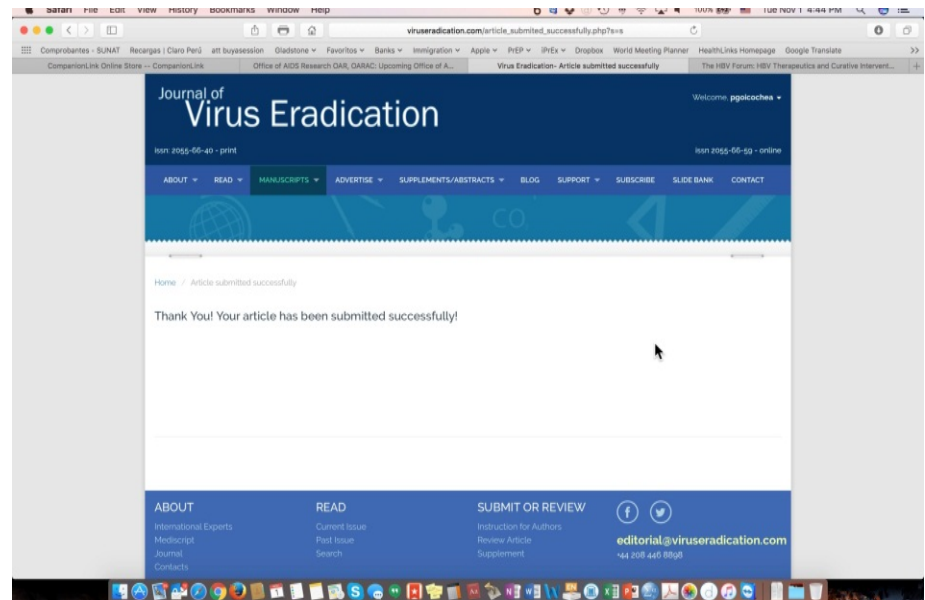 Safari File Edit View History Bookmarks Window Help 100% Tue Nov 1 4:44 PM
viruseradication.com/article_submited_successfully.php?s=s
Comprobantes - SUNAT Recargas | Claro Perú att buyasession Gladstone Favoritos Banks Immigration Apple PrEP iPrEx Dropbox World Meeting Planner HealthLinks Homepage Google Translate >>
CompanionLink Online Store -- CompanionLink Office of AIDS Research OAR, OARAC: Upcoming Office of A... Virus Eradication- Article submitted successfully The HBV Forum: HBV Therapeutics and Curative Intervent... +
Journal of
Virus Eradication
Welcome, pgoicochea
issn: 2055-66-40 - print issn 2055-66-59 - online
ABOUT READ MANUSCRIPTS ADVERTISE SUPPLEMENTS/ABSTRACTS BLOG SUPPORT SUBSCRIBE SLIDE BANK CONTACT
CO
Home / Article submitted successfully
Thank You! Your article has been submitted successfully!
ABOUT READ SUBMIT OR REVIEW
International Experts Current Issue Instruction for Authors
Mediscript Past Issue Review Article editorial@viruseradication.com
Journal Search Supplement +44 208 446 8898
Contacts